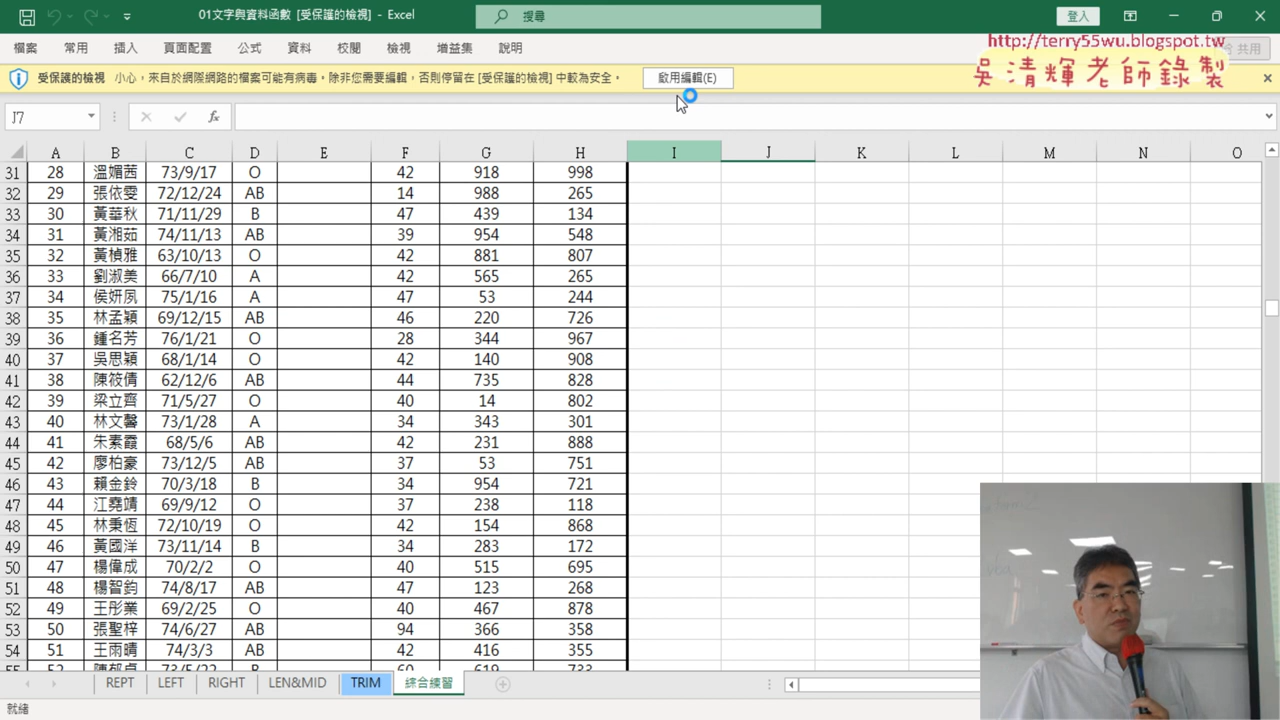 01文字與資料函數 [受保護的檢視] - Excel
搜尋
登入
檔案 常用 插入 頁面配置 公式 資料 校閱 檢視 增益集 說明
共用
http://terry55wu.blogspot.tw
吳清輝老師錄製
受保護的檢視 小心，來自於網際網路的檔案可能有病毒。除非您需要編輯，否則停留在 [受保護的檢視] 中較為安全。 啟用編輯(E)
J7 fx
A B C D E F G H I J K L M N O
31 28 溫媚茜 73/9/17 O 42 918 998
32 29 張依雯 72/12/24 AB 14 988 265
33 30 黃華秋 71/11/29 B 47 439 134
34 31 黃湘茹 74/11/13 AB 39 954 548
35 32 黃楨雅 63/10/13 O 42 881 807
36 33 劉淑美 66/7/10 A 42 565 265
37 34 侯妍夙 75/1/16 A 47 53 244
38 35 林孟穎 69/12/15 AB 46 220 726
39 36 鍾名芳 76/1/21 O 28 344 967
40 37 吳思穎 68/1/14 O 42 140 908
41 38 陳筱倩 62/12/6 AB 44 735 828
42 39 梁立齊 71/5/27 O 40 14 802
43 40 林文馨 73/1/28 A 34 343 301
44 41 朱素霞 68/5/6 AB 42 231 888
45 42 廖柏豪 73/12/5 AB 37 53 751
46 43 賴金鈴 70/3/18 B 34 954 721
47 44 江堯靖 69/9/12 O 37 238 118
48 45 林秉恆 72/10/19 O 42 154 868
49 46 黃國洋 73/11/14 B 34 283 172
50 47 楊偉成 70/2/2 O 40 515 695
51 48 楊智鈞 74/8/17 AB 47 123 268
52 49 王彤業 69/2/25 O 40 467 878
53 50 張聖梓 74/6/27 AB 94 366 358
54 51 王雨晴 74/3/3 AB 42 416 355
REPT LEFT RIGHT LEN&MID TRIM 綜合練習
就緒